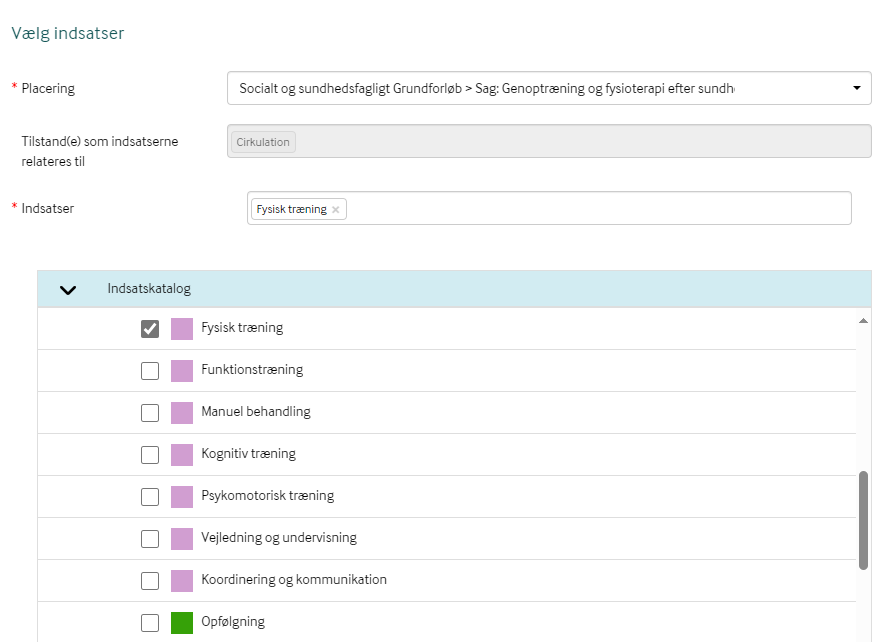 Vælg indsatser
* Placering
Socialt og sundhedsfagligt Grundforløb > Sag: Genoptræning og fysioterapi efter sundh
Tilstand(e) som indsatserne
relateres til
Cirkulation
* Indsatser
Fysisk træning ×
Indsatskatalog
Fysisk træning
Funktionstræning
Manuel behandling
Kognitiv træning
Psykomotorisk træning
Vejledning og undervisning
Koordinering og kommunikation
Opfølgning